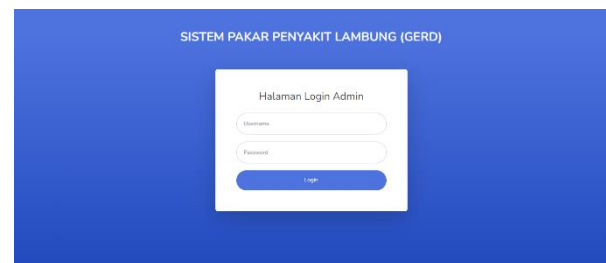 SISTEM PAKAR PENYAKIT LAMBUNG (GERD)
Halaman Login Admin
Username
Password
Login